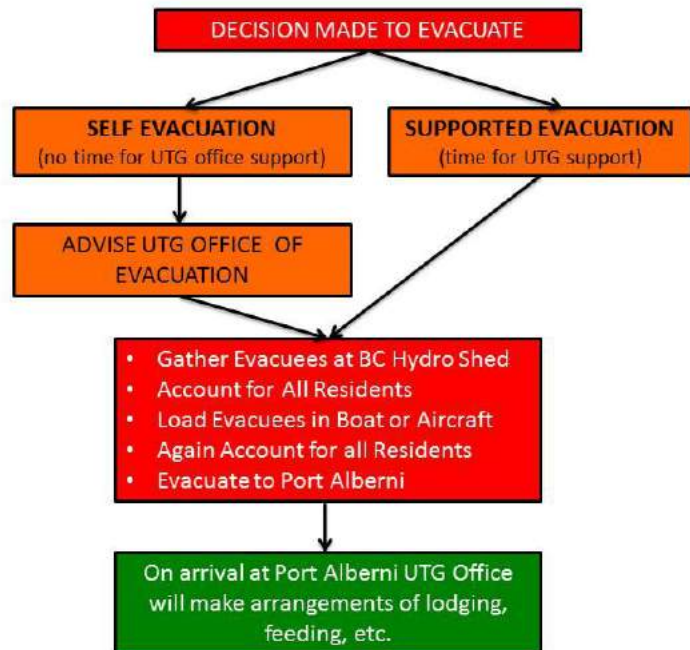 DECISION MADE TO EVACUATE
SELF EVACUATION
(no time for UTG office support)
SUPPORTED EVACUATION
(time for UTG support)
ADVISE UTG OFFICE OF
EVACUATION
• Gather Evacuees at BC Hydro Shed
• Account for All Residents
• Load Evacuees in Boat or Aircraft
• Again Account for all Residents
• Evacuate to Port Alberni
On arrival at Port Alberni UTG Office
will make arrangements of lodging,
feeding, etc.